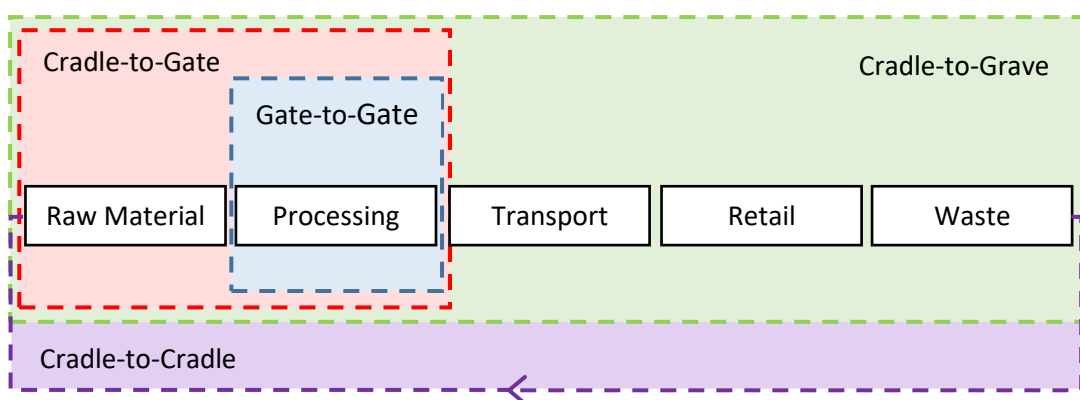 Cradle-to-Gate
Cradle-to-Grave
Gate-to-Gate
Raw Material
Processing
Transport
Retail
Waste
Cradle-to-Cradle